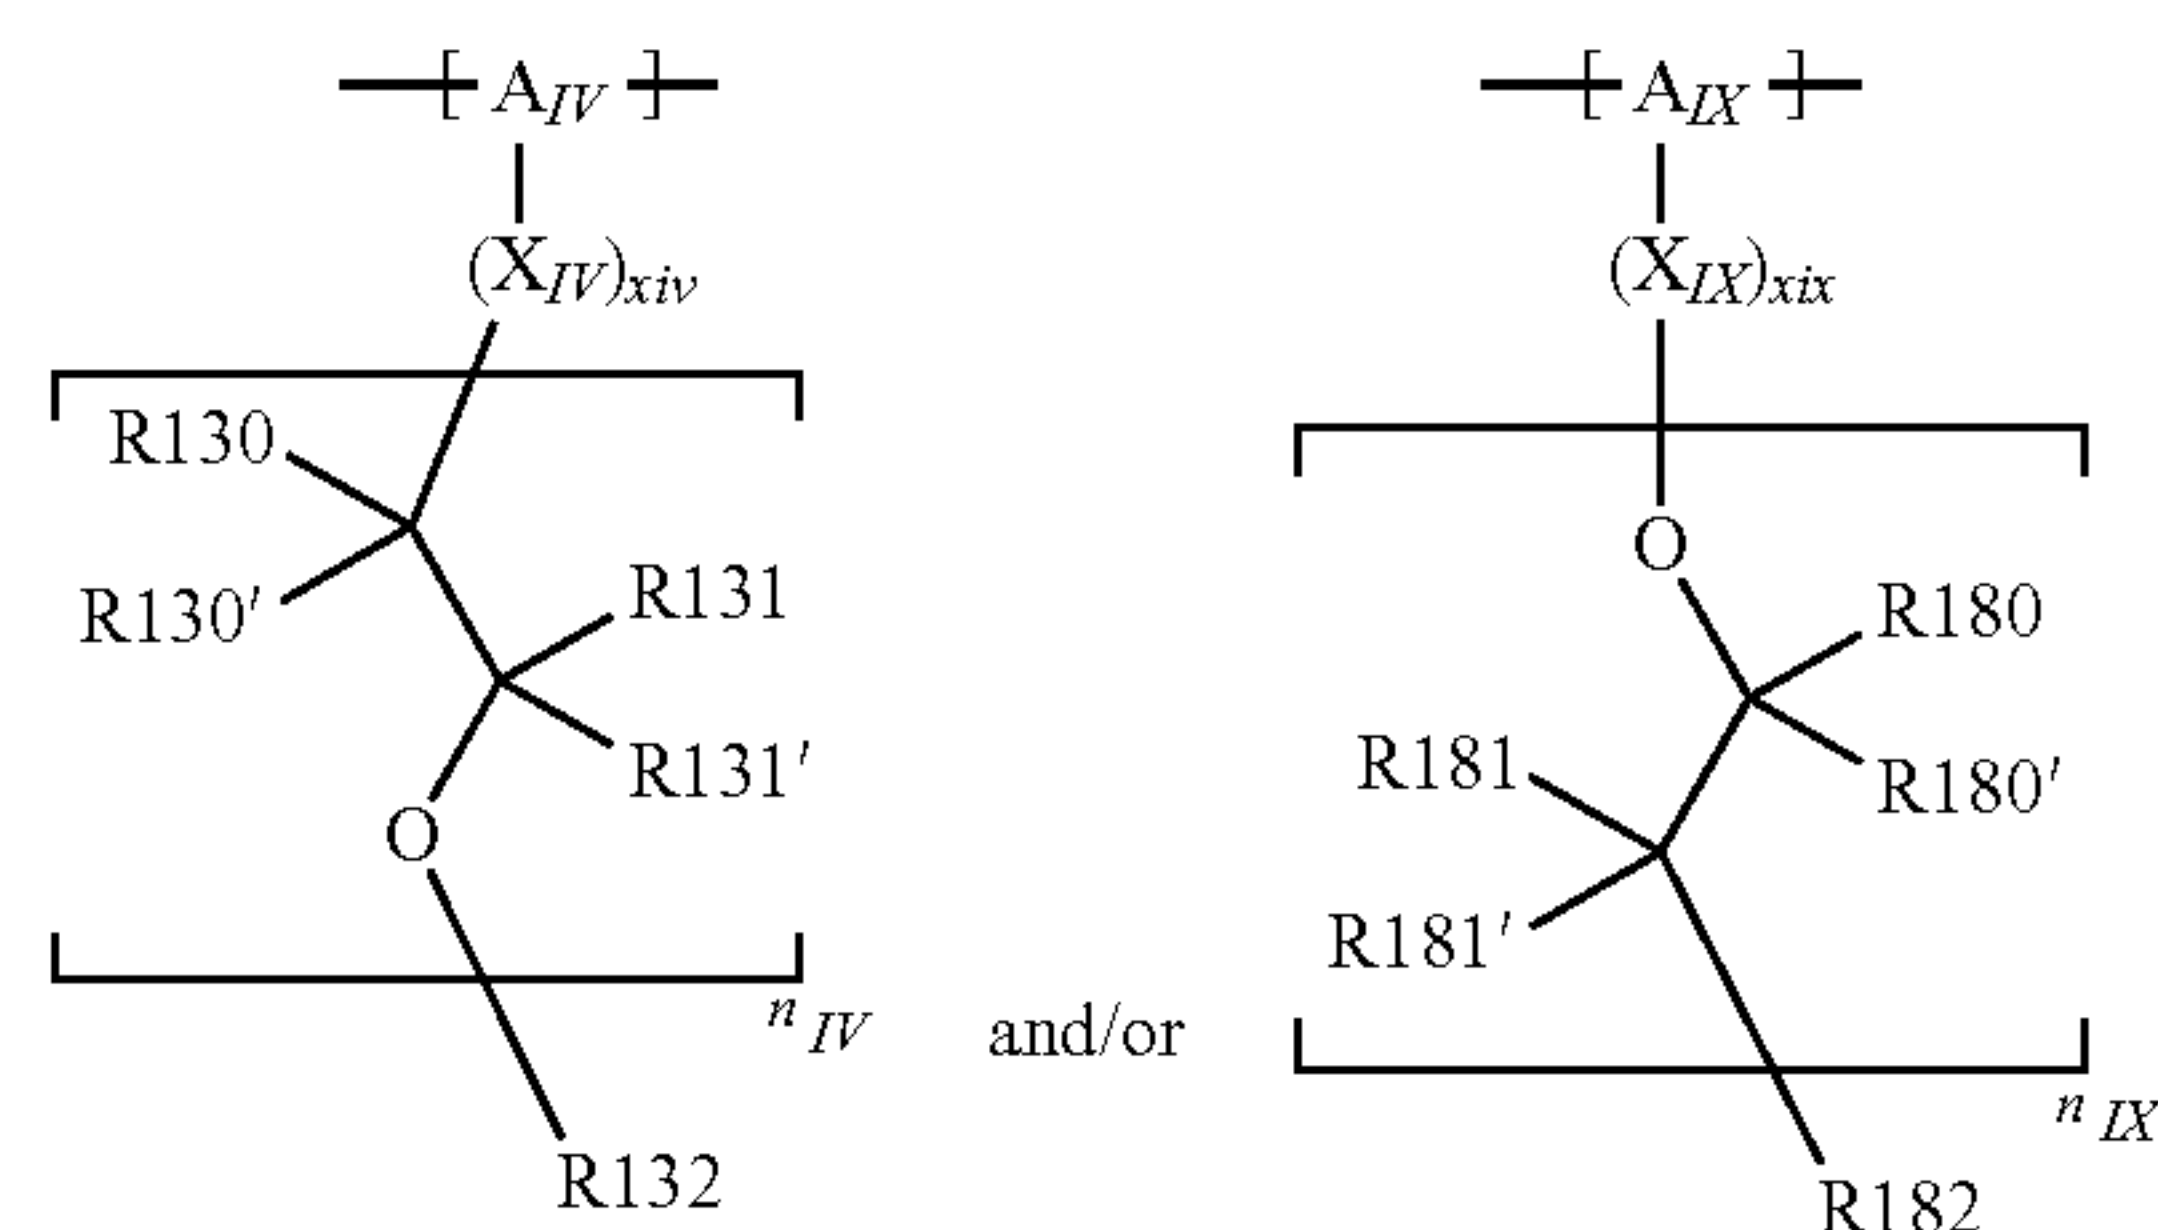 [ A_IV ]
(X_IV)_xiv
R130
R130'
R131
R131'
O
n_IV
R132
and/or
[ A_IX ]
(X_IX)_xix
O
R180
R180'
R181
R181'
n_IX
R182